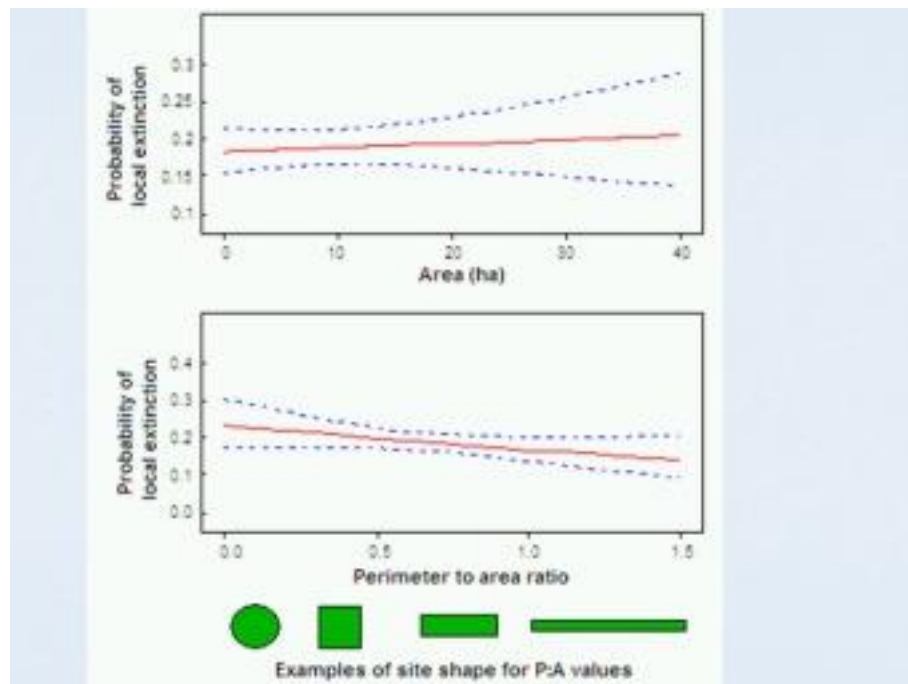 Probability of
local extinction
0.3
0.25
0.2
0.15
0.1
0
10
20
30
40
Area (ha)
Probability of
local extinction
0.4
0.3
0.2
0.1
0.0
0.0
0.5
1.0
1.5
Perimeter to area ratio
Examples of site shape for P:A values